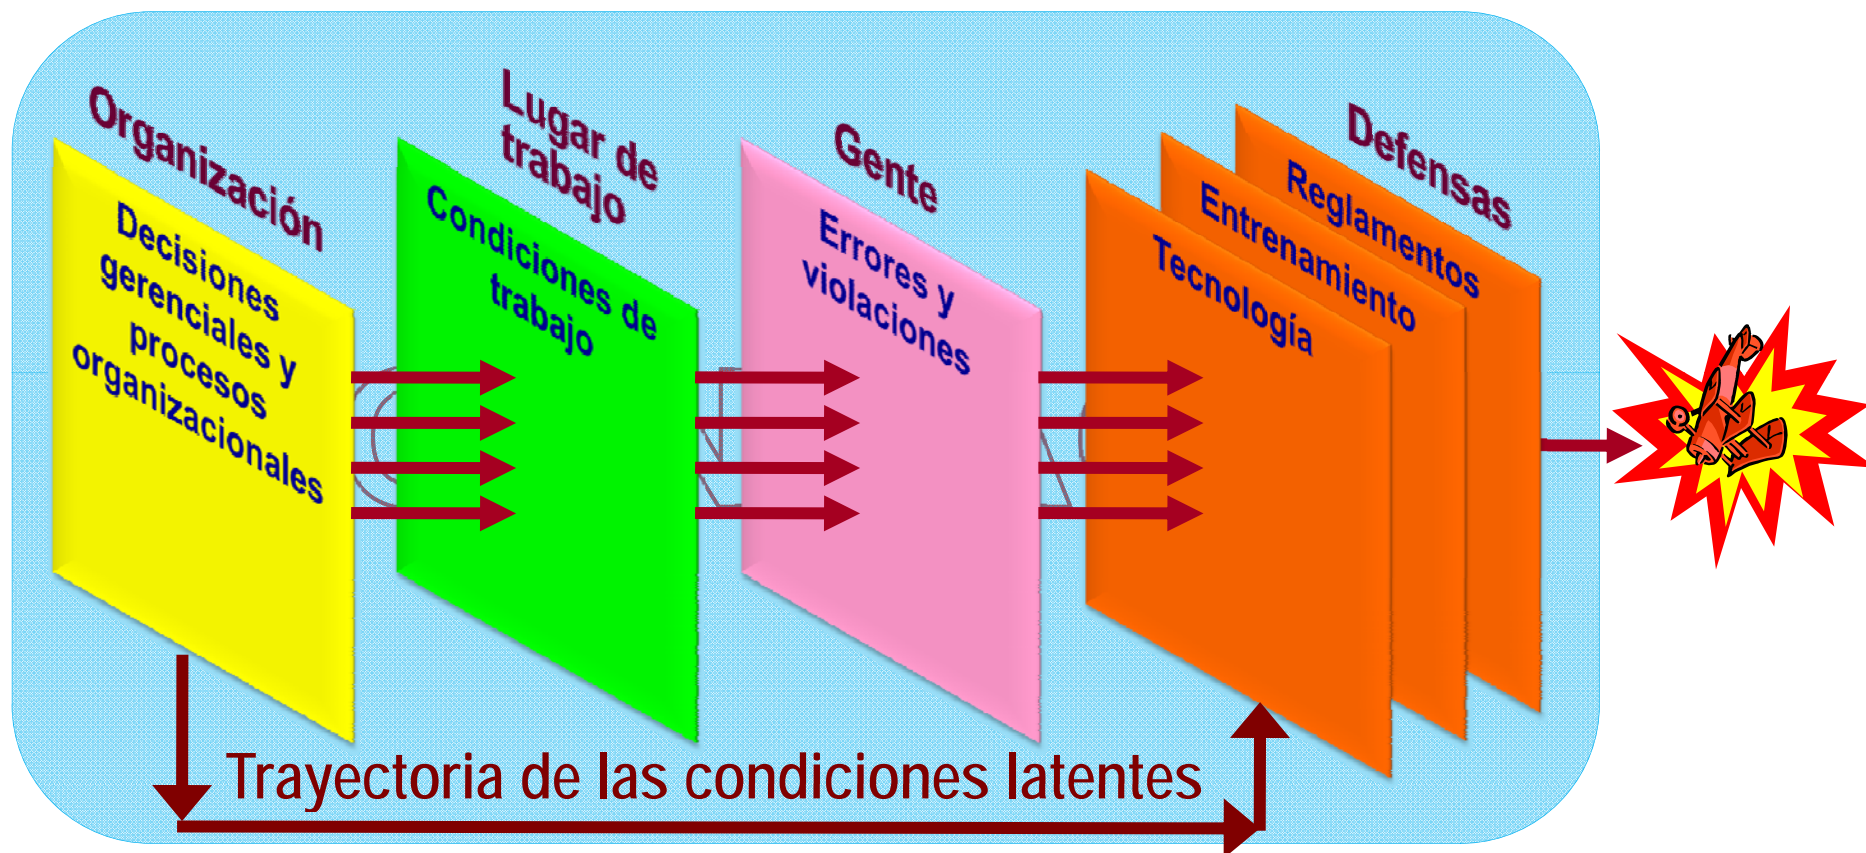 Organización
Decisiones
gerenciales y
procesos
organizacionales
Lugar de
trabajo
Condiciones de
trabajo
Gente
Errores y
violaciones
Defensas
Reglamentos
Entrenamiento
Tecnología
Trayectoria de las condiciones latentes